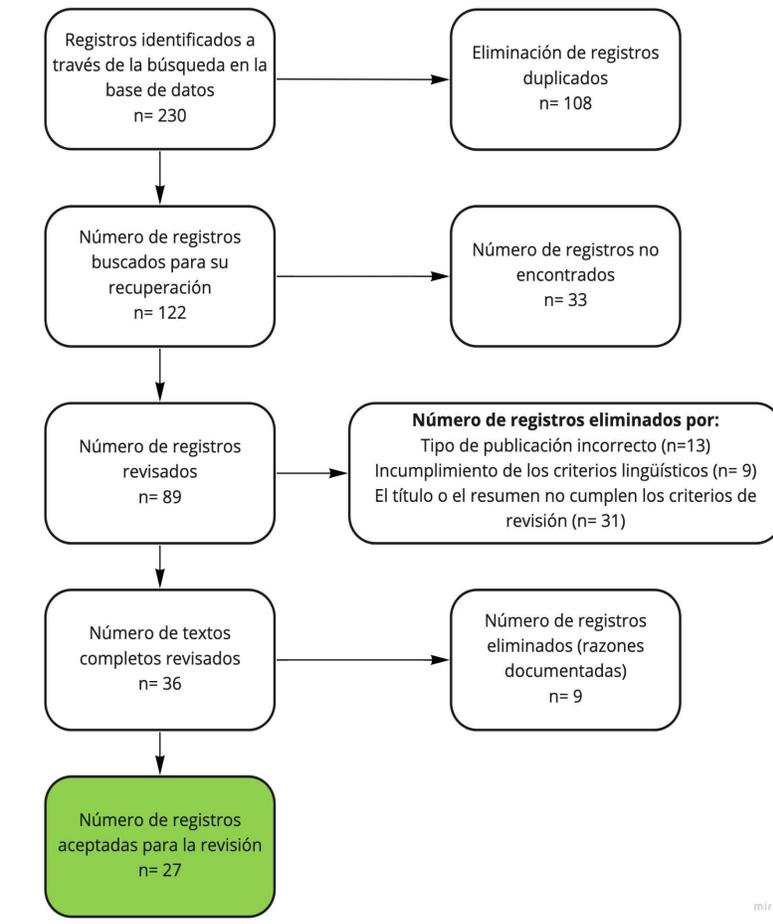 Registros identificados a
través de la búsqueda en la
base de datos
n= 230
Eliminación de registros
duplicados
n= 108
Número de registros
buscados para su
recuperación
n= 122
Número de registros no
encontrados
n= 33
Número de registros
revisados
n= 89
Número de registros eliminados por:
Tipo de publicación incorrecto (n=13)
Incumplimiento de los criterios lingüísticos (n= 9)
El título o el resumen no cumplen los criterios de
revisión (n= 31)
Número de textos
completos revisados
n= 36
Número de registros
eliminados (razones
documentadas)
n= 9
Número de registros
aceptadas para la revisión
n= 27